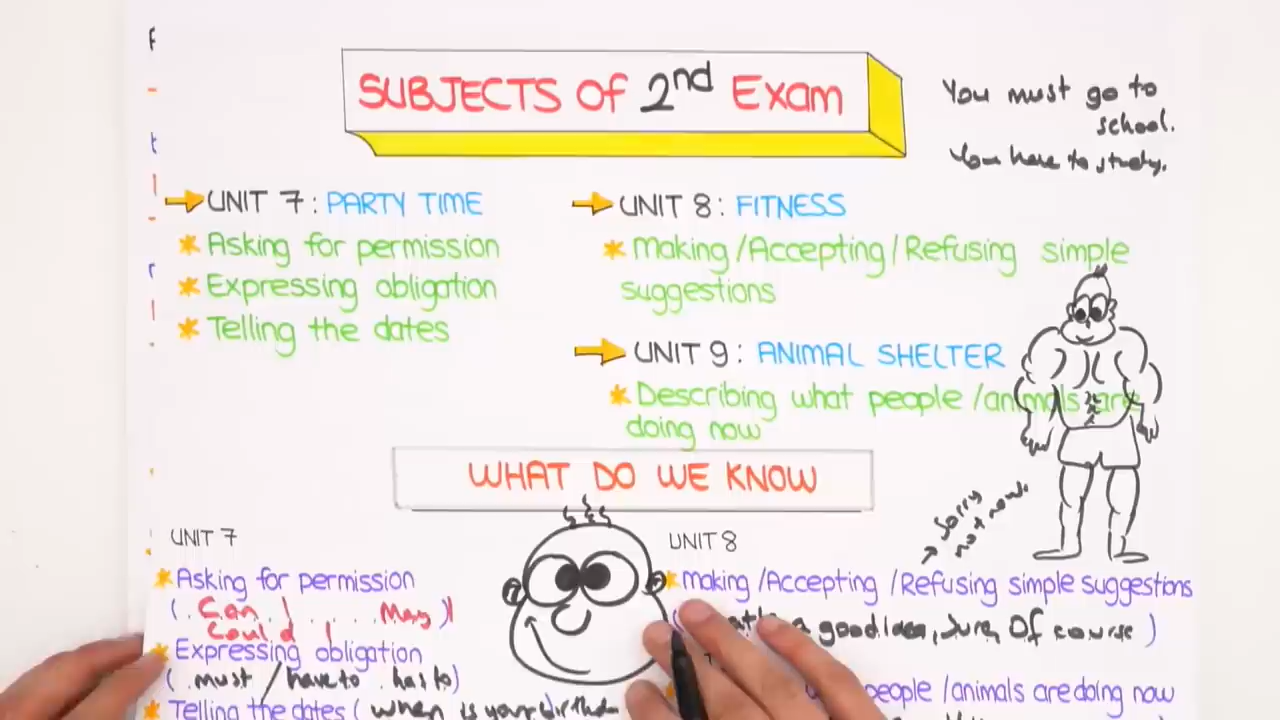 SUBJECTS OF 2nd Exam
You must go to
school.
You have to study.
UNIT 7: PARTY TIME
* Asking for permission
* Expressing obligation
* Telling the dates
UNIT 8: FITNESS
* Making /Accepting /Refusing simple
suggestions
UNIT 9: ANIMAL SHELTER
* Describing what people /animals are
doing now
WHAT DO WE KNOW
UNIT 7
* Asking for permission
(. Can I .... May I
Could I
* Expressing obligation
(. must / have to . has to)
* Telling the dates ( when is your
UNIT 8
Sorry
not now.
* Making /Accepting /Refusing simple suggestions
a good idea, Sure, Of course )
people /animals are doing now